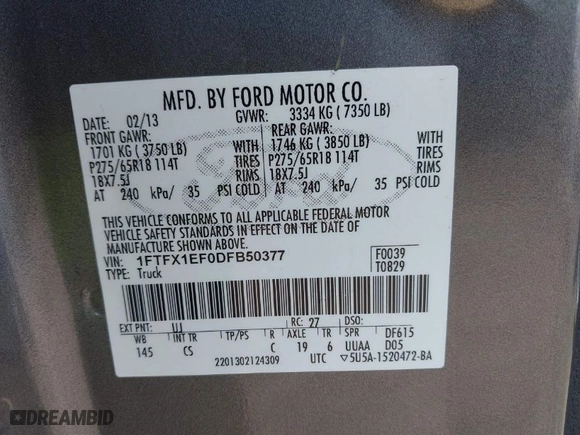 MFD. BY FORD MOTOR CO.
DATE: 02/13 GVWR: 3334 KG ( 7350 LB)
FRONT GAWR: REAR GAWR:
1701 KG ( 3750 LB) WITH 1746 KG ( 3850 LB) WITH
P275/65R18 114T TIRES P275/65R18 114T TIRES
18X7.5J RIMS 18X7.5J RIMS
AT 240 kPa/ 35 PSI COLD AT 240 kPa/ 35 PSI COLD
Ford
THIS VEHICLE CONFORMS TO ALL APPLICABLE FEDERAL MOTOR
VEHICLE SAFETY STANDARDS IN EFFECT ON THE DATE OF MANUFACTURE
SHOWN ABOVE.
VIN: 1FTFX1EF0DFB50377 F0039
TYPE: Truck T0829
EXT PNT: UJ RC: 27 DSO:
WB INT TR TP/PS R AXLE TR SPR DF615
145 CS C 19 6 UUAA D05
2201302124309 UTC ▽5U5A-1520472-BA
DREAMBID